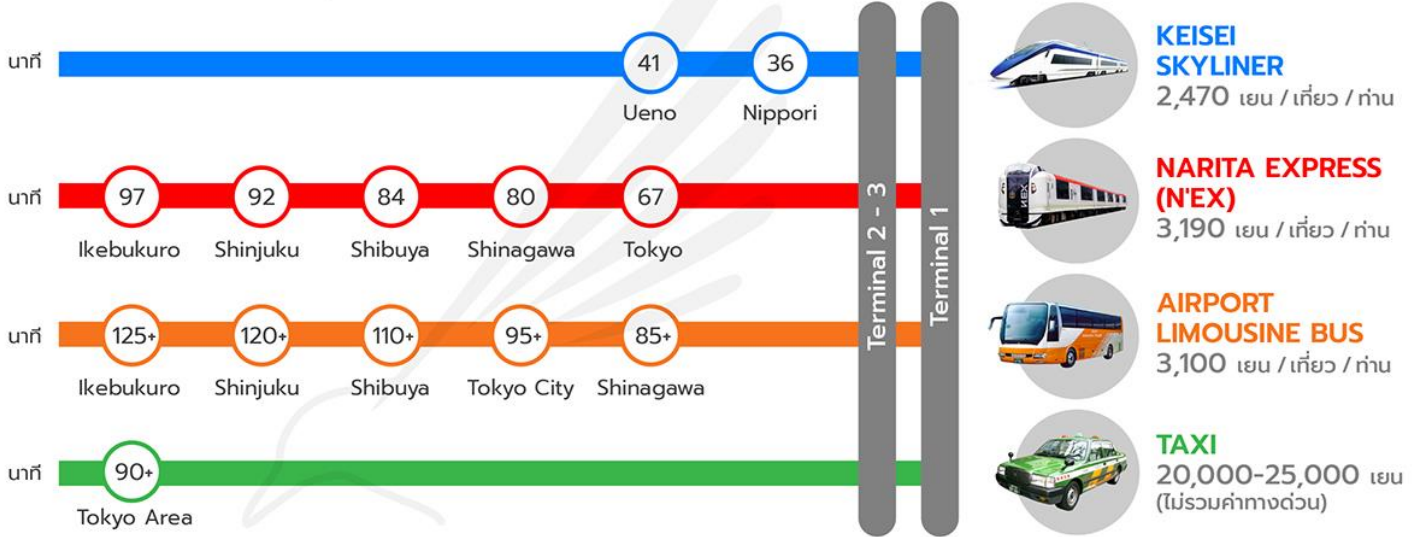 นาที
41
36
Ueno
Nippori
KEISEI
SKYLINER
2,470 เยน / เที่ยว / ท่าน
นาที
97
92
84
80
67
Ikebukuro
Shinjuku
Shibuya
Shinagawa
Tokyo
NARITA EXPRESS
(N'EX)
3,190 เยน / เที่ยว / ท่าน
Terminal 2 - 3
Terminal 1
นาที
125+
120+
110+
95+
85+
Ikebukuro
Shinjuku
Shibuya
Tokyo City
Shinagawa
AIRPORT
LIMOUSINE BUS
3,100 เยน / เที่ยว / ท่าน
นาที
90+
Tokyo Area
TAXI
20,000-25,000 เยน
(ไม่รวมค่าทางด่วน)